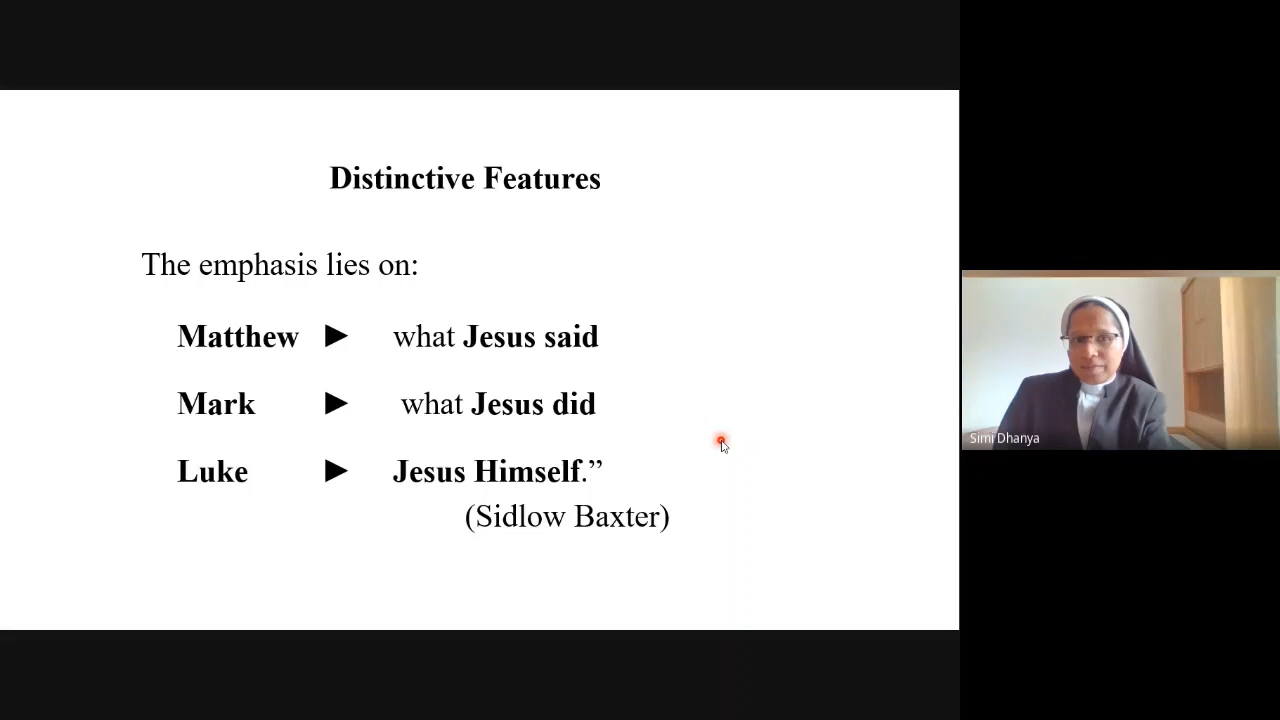 Distinctive Features
The emphasis lies on:
Matthew ► what Jesus said
Mark ► what Jesus did
Luke ► Jesus Himself.”
(Sidlow Baxter)
Simi Dhanya